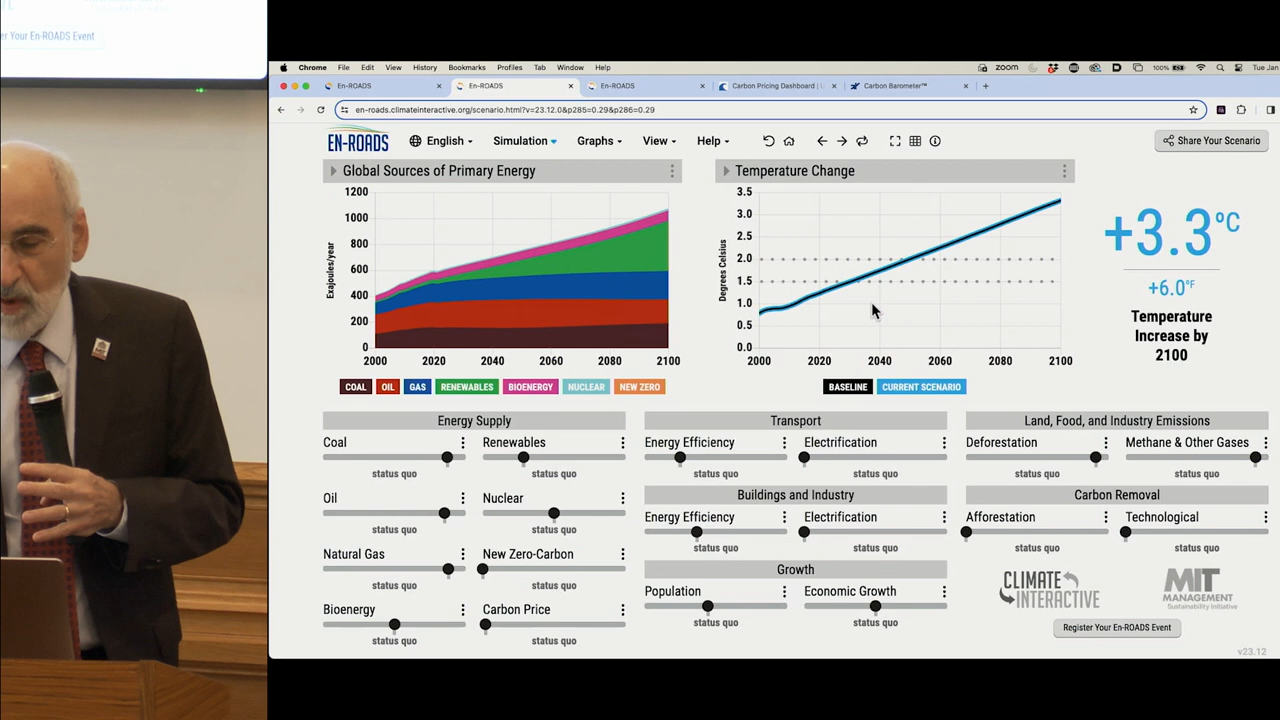 er Your En-ROADS Event
Chrome File Edit View History Bookmarks Profiles Tab Window Help
zoom 100% Tue Jan
En-ROADS En-ROADS En-ROADS Carbon Pricing Dashboard | Carbon Barometer™
en-roads.climateinteractive.org/scenario.html?v=23.12.0&p285=0.29&p286=0.29
EN-ROADS English Simulation Graphs View Help Share Your Scenario
Global Sources of Primary Energy
1200
1000
800
600
400
200
0
Exajoules/year
2000 2020 2040 2060 2080 2100
COAL OIL GAS RENEWABLES BIOENERGY NUCLEAR NEW ZERO
Temperature Change
3.5
3.0
2.5
2.0
1.5
1.0
0.5
0.0
Degrees Celsius
2000 2020 2040 2060 2080 2100
BASELINE CURRENT SCENARIO
+3.3°C
+6.0°F
Temperature
Increase by
2100
Energy Supply
Coal Renewables
status quo status quo
Oil Nuclear
status quo status quo
Natural Gas New Zero-Carbon
status quo status quo
Bioenergy Carbon Price
status quo status quo
Transport
Energy Efficiency Electrification
status quo status quo
Buildings and Industry
Energy Efficiency Electrification
status quo status quo
Growth
Population Economic Growth
status quo status quo
Land, Food, and Industry Emissions
Deforestation Methane & Other Gases
status quo status quo
Carbon Removal
Afforestation Technological
status quo status quo
CLIMATE
INTERACTIVE
MIT
MANAGEMENT
Sustainability Initiative
Register Your En-ROADS Event
v23.12